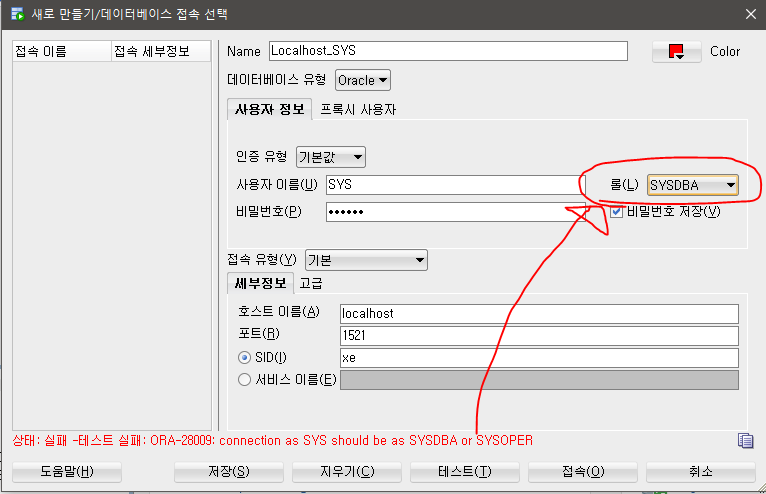 새로 만들기/데이터베이스 접속 선택
접속 이름 접속 세부정보
Name Localhost_SYS Color
데이터베이스 유형 Oracle
사용자 정보 프록시 사용자
인증 유형 기본값
사용자 이름(U) SYS 롤(L) SYSDBA
비밀번호(P) •••••• 비밀번호 저장(V)
접속 유형(Y) 기본
세부정보 고급
호스트 이름(A) localhost
포트(R) 1521
SID(I) xe
서비스 이름(E)
상태: 실패 -테스트 실패: ORA-28009: connection as SYS should be as SYSDBA or SYSOPER
도움말(H) 저장(S) 지우기(C) 테스트(T) 접속(O) 취소